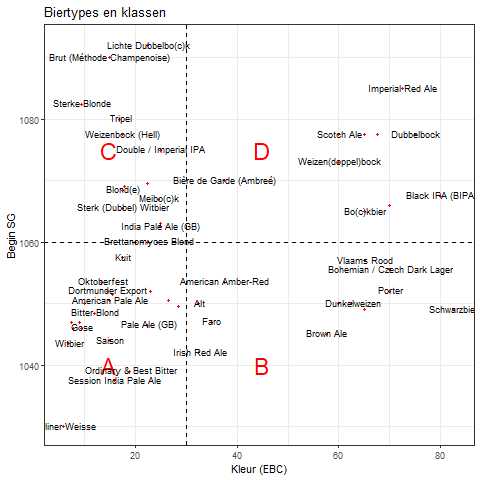 Biertypes en klassen
Lichte Dubbelbo(c)k
Brut (Méthode Champenoise)
Imperial Red Ale
Sterke Blonde
Tripel
1080
Weizenbock (Hell)
Scotch Ale
Dubbelbock
C
Double / Imperial IPA
D
Weizen(doppel)bock
Bière de Garde (Ambreé)
Blond(e)
Meibo(c)k
Black IRA (BIPA
Sterk (Dubbel) Witbier
Bo(c)kbier
India Pale Ale (GB)
Brettanomyces Blond
1060
Kuit
Vlaams Rood
Bohemian / Czech Dark Lager
Oktoberfest
American Amber-Red
Dortmunder Export
Porter
American Pale Ale
Alt
Dunkelweizen
Bitter Blond
Schwarzbie
Gose
Pale Ale (GB)
Faro
Witbier
Saison
Brown Ale
Irish Red Ale
1040
A
B
Ordinary & Best Bitter
Session India Pale Ale
liner Weisse
Begin SG
20
40
60
80
Kleur (EBC)